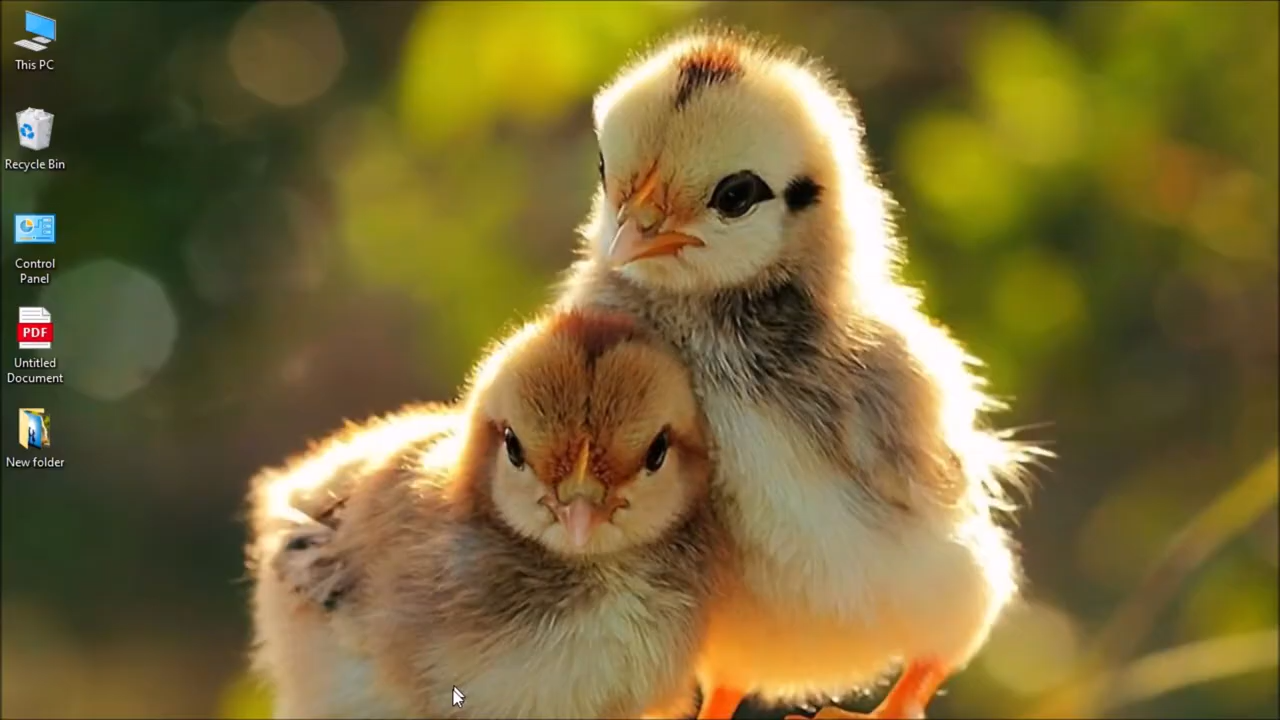 This PC
Recycle Bin
Control
Panel
PDF
Untitled
Document
New folder